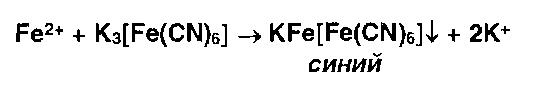 Fe²⁺ + K₃[Fe(CN)₆] → KFe[Fe(CN)₆]↓ + 2K⁺
синий